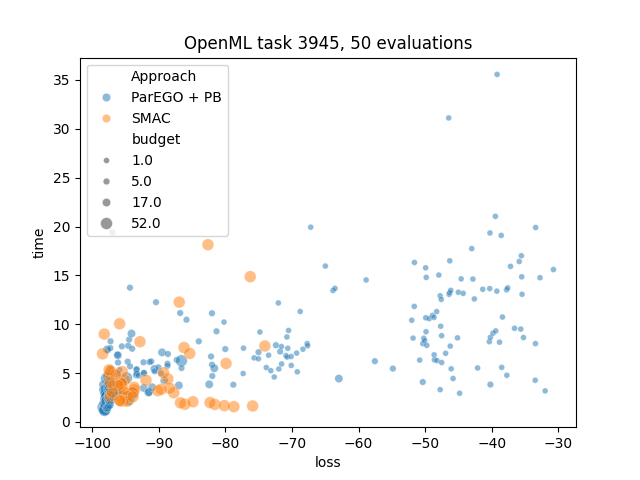 OpenML task 3945, 50 evaluations
Approach
ParEGO + PB
SMAC
budget
1.0
5.0
17.0
52.0
35
30
25
20
15
10
5
0
time
−100 −90 −80 −70 −60 −50 −40 −30
loss